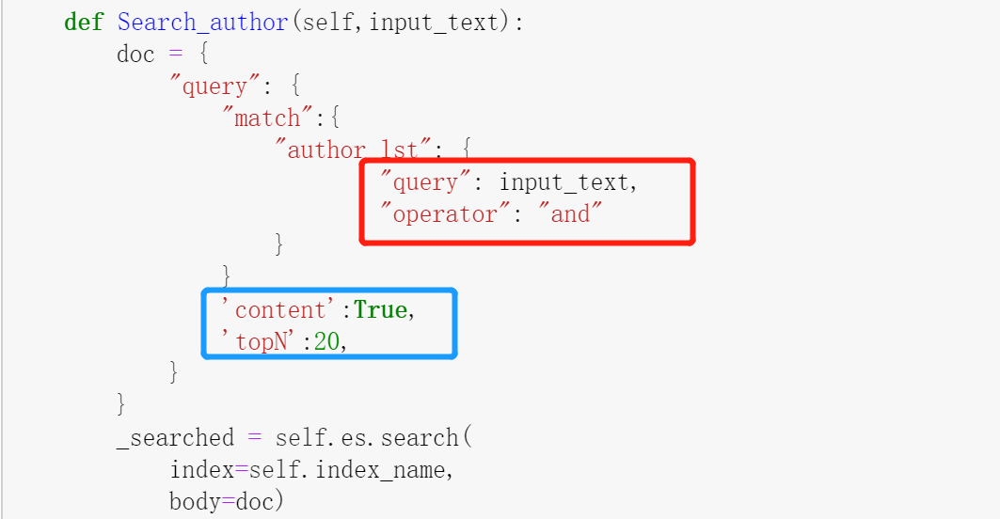 def Search_author(self,input_text):
doc = {
"query": {
"match":{
"author_lst": {
"query": input_text,
"operator": "and"
}
}
'content':True,
'topN':20,
}
}
_searched = self.es.search(
index=self.index_name,
body=doc)